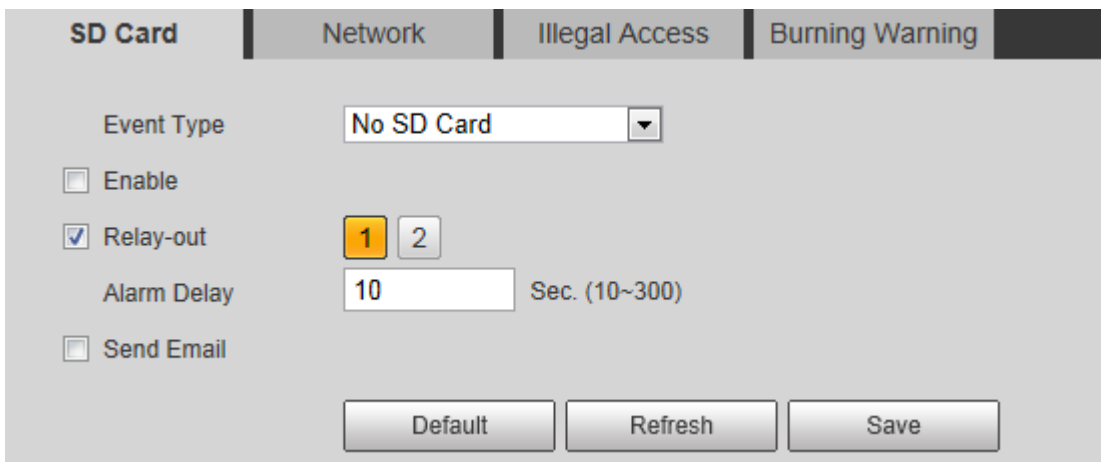 SD Card Network Illegal Access Burning Warning
Event Type No SD Card
Enable
Relay-out 1 2
Alarm Delay 10 Sec. (10~300)
Send Email
Default Refresh Save